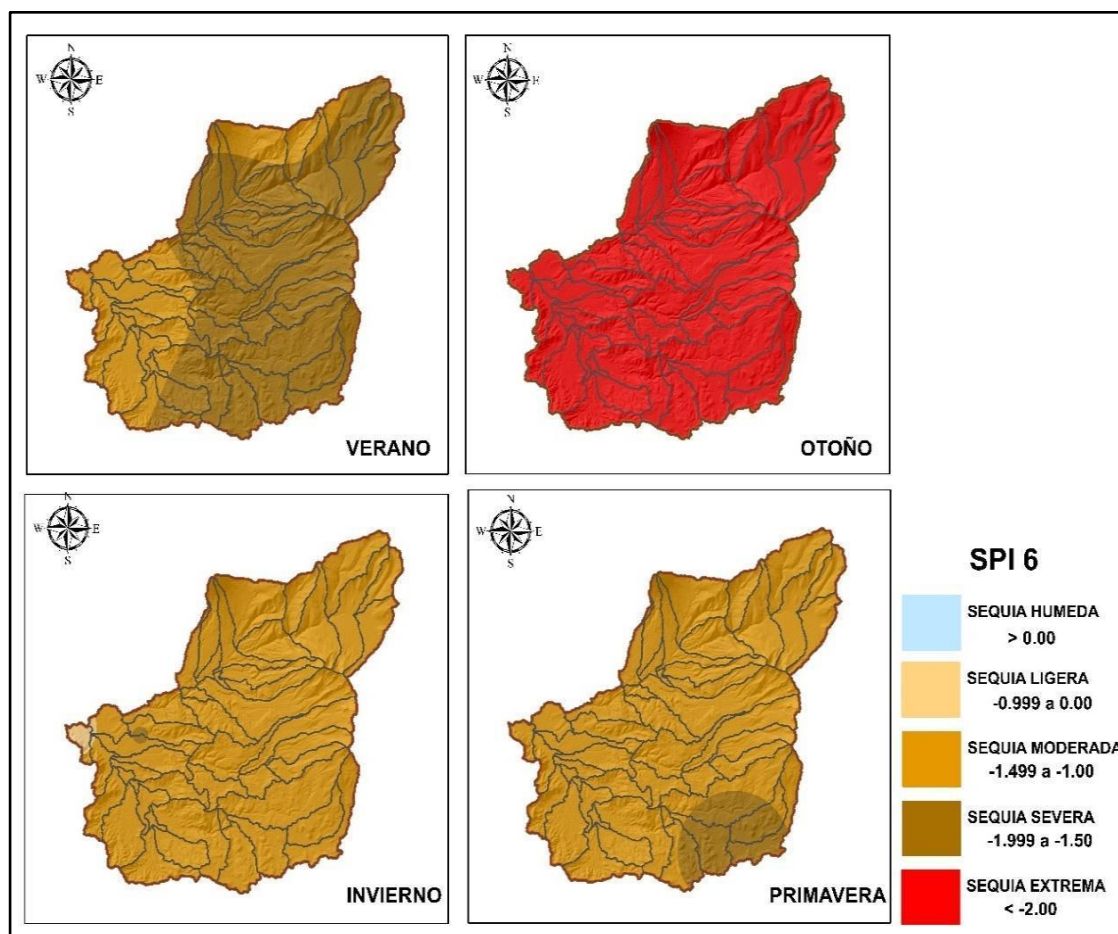 N
W E
S
VERANO
N
W E
S
OTOÑO
N
W E
S
INVIERNO
N
W E
S
PRIMAVERA
SPI 6
SEQUIA HUMEDA
> 0.00
SEQUIA LIGERA
-0.999 a 0.00
SEQUIA MODERADA
-1.499 a -1.00
SEQUIA SEVERA
-1.999 a -1.50
SEQUIA EXTREMA
< -2.00